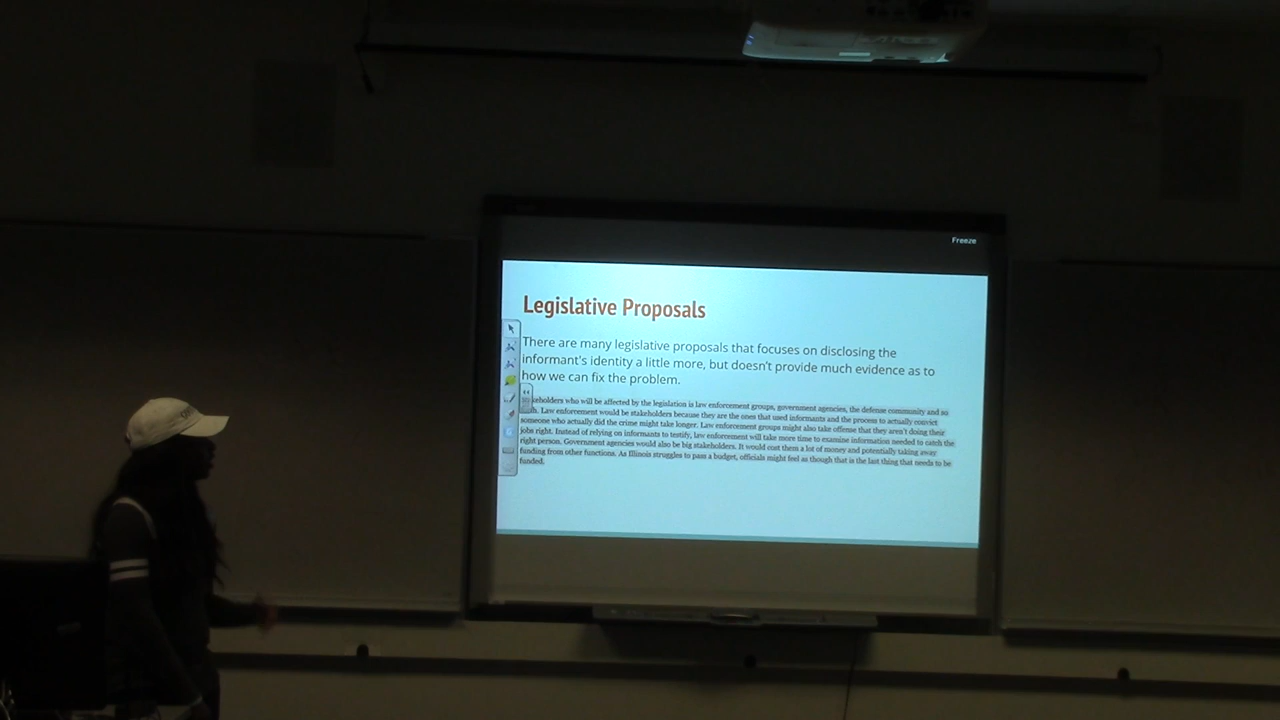 Freeze
Legislative Proposals
There are many legislative proposals that focuses on disclosing the
informant's identity a little more, but doesn't provide much evidence as to
how we can fix the problem.
keholders who will be affected by the legislation is law enforcement groups, government agencies, the defense community and so
h. Law enforcement would be stakeholders because they are the ones that used informants and the process to actually convict
someone who actually did the crime might take longer. Law enforcement groups might also take offense that they aren't doing their
jobs right. Instead of relying on informants to testify, law enforcement will take more time to examine information needed to catch the
right person. Government agencies would also be big stakeholders. It would cost them a lot of money and potentially taking away
funding from other functions. As Illinois struggles to pass a budget, officials might feel as though that is the last thing that needs to be
funded.